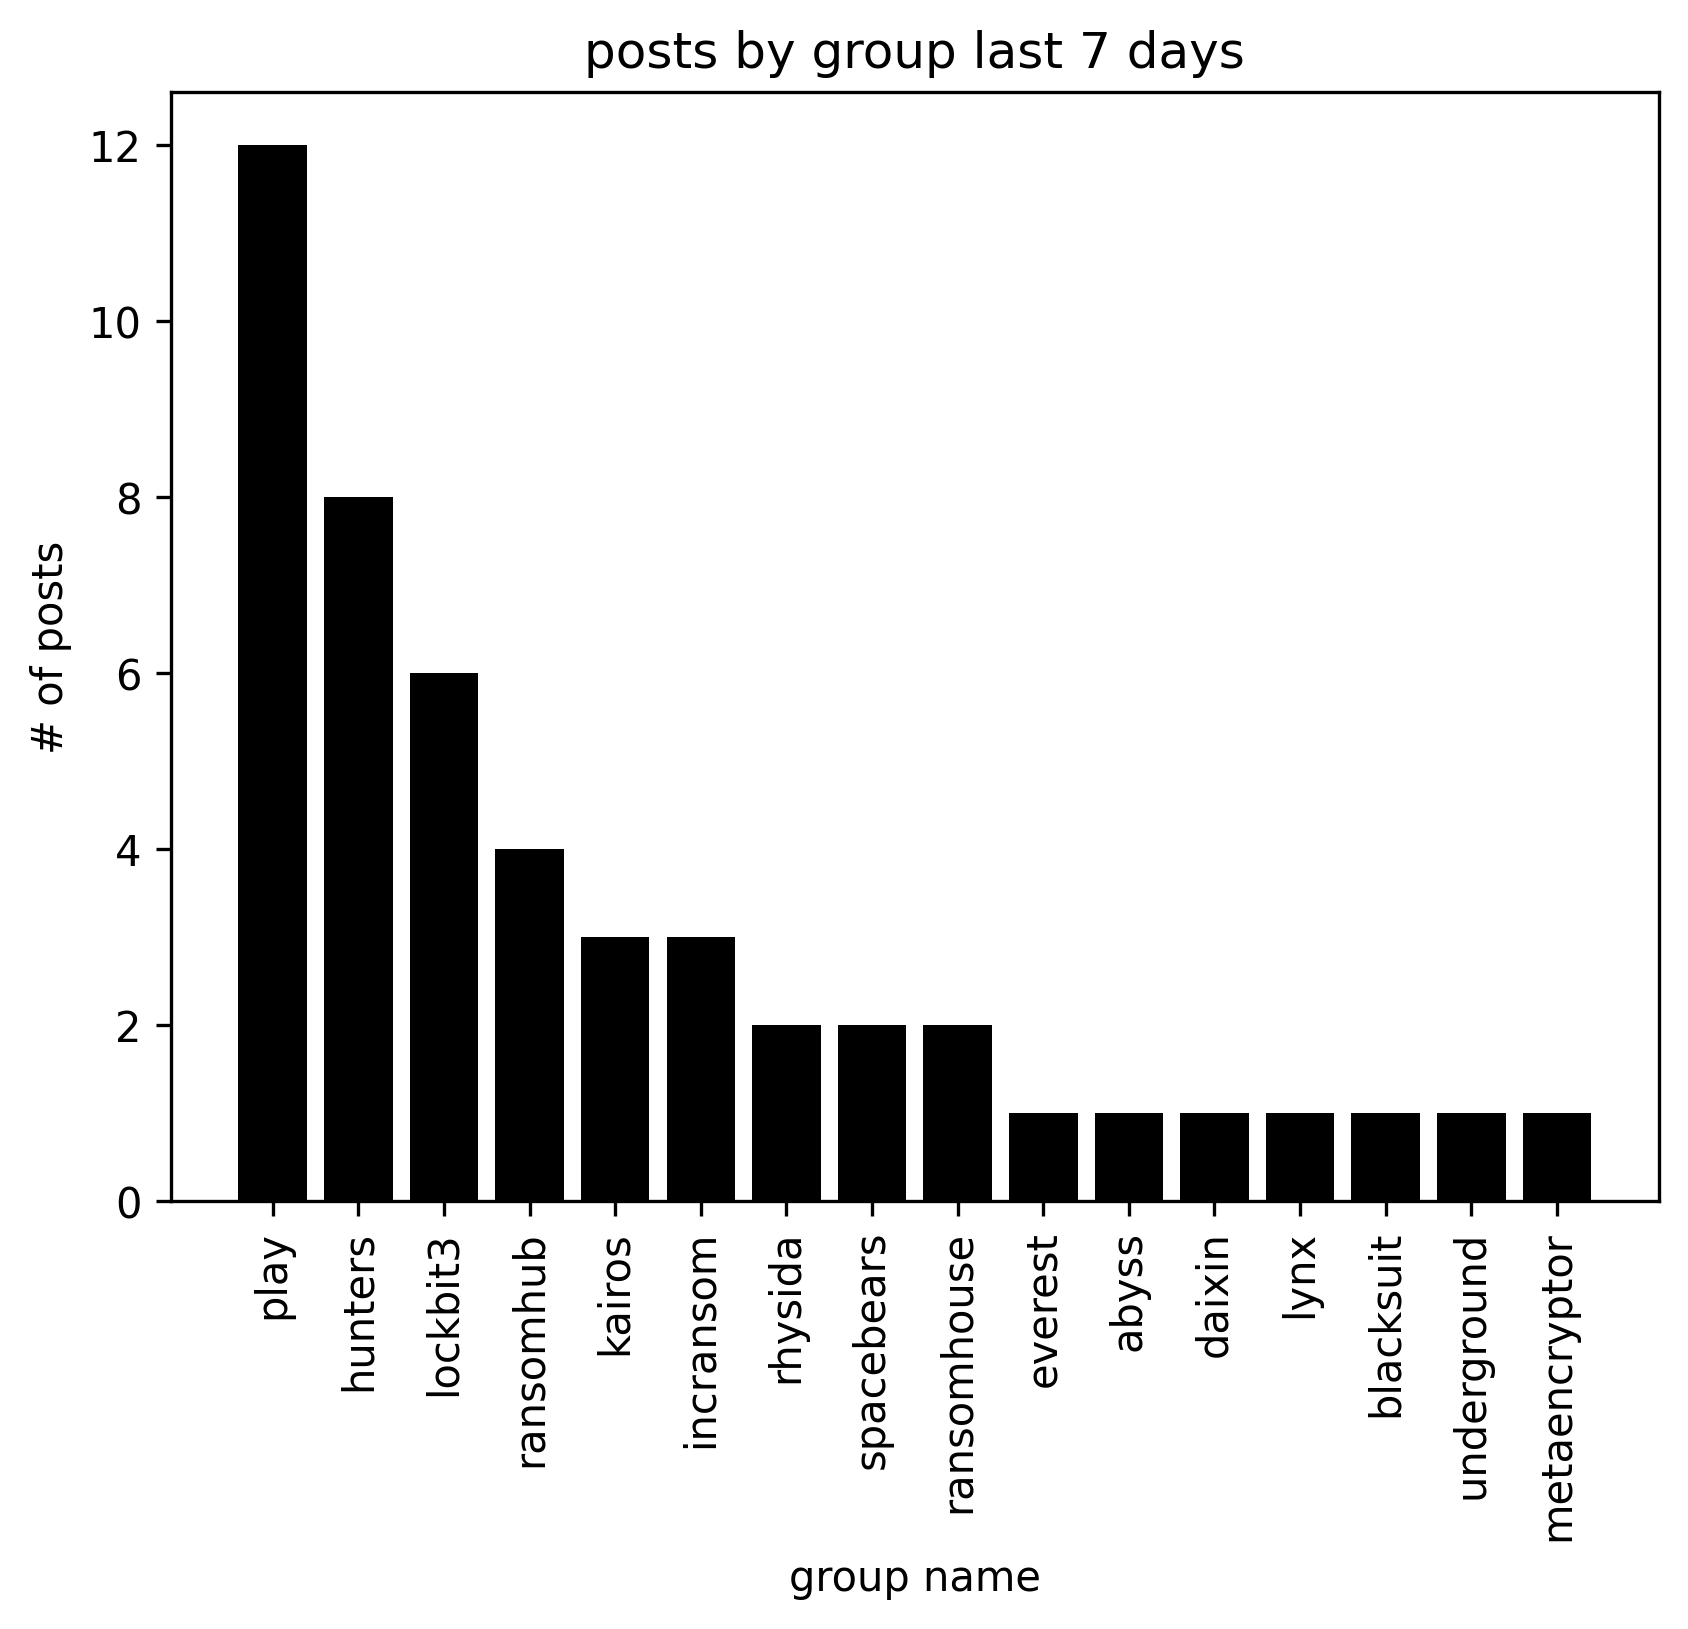 posts by group last 7 days
# of posts
12
10
8
6
4
2
0
play
hunters
lockbit3
ransomhub
kairos
incransom
rhysida
spacebears
ransomhouse
everest
abyss
daixin
lynx
blacksuit
underground
metaencryptor
group name